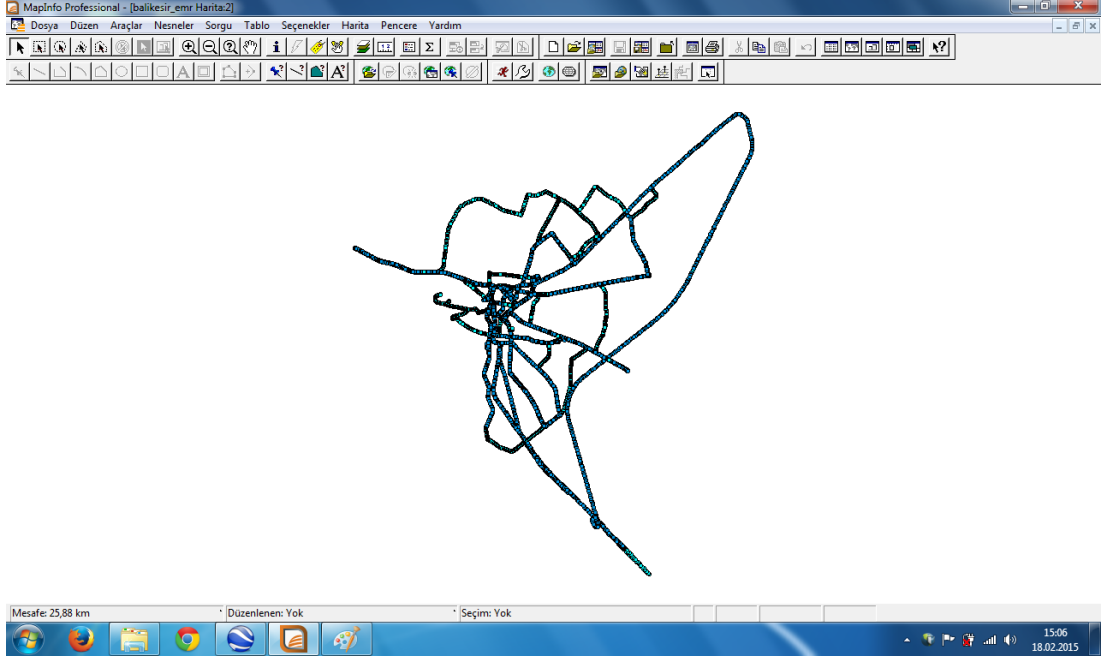 MapInfo Professional - [balikesir_emr Harita:2]
Dosya Düzen Araçlar Nesneler Sorgu Tablo Seçenekler Harita Pencere Yardım
Mesafe: 25,88 km Düzenlenen: Yok Seçim: Yok
15:06
18.02.2015